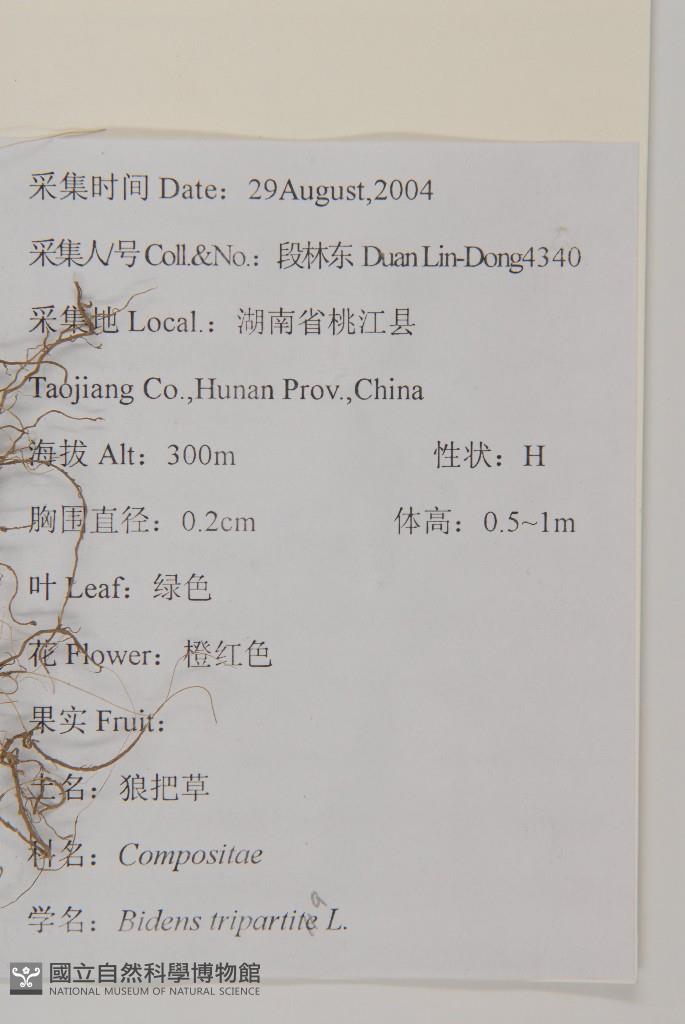 采集时间 Date：29August,2004
采集人/号 Coll.&No.：段林东 Duan Lin-Dong4340
采集地 Local.：湖南省桃江县
Taojiang Co.,Hunan Prov.,China
海拔 Alt：300m 性状：H
胸围直径：0.2cm 体高：0.5~1m
叶 Leaf：绿色
花 Flower：橙红色
果实 Fruit：
土名：狼把草
科名：Compositae
学名：Bidens tripartite L.
a
國立自然科學博物館
NATIONAL MUSEUM OF NATURAL SCIENCE